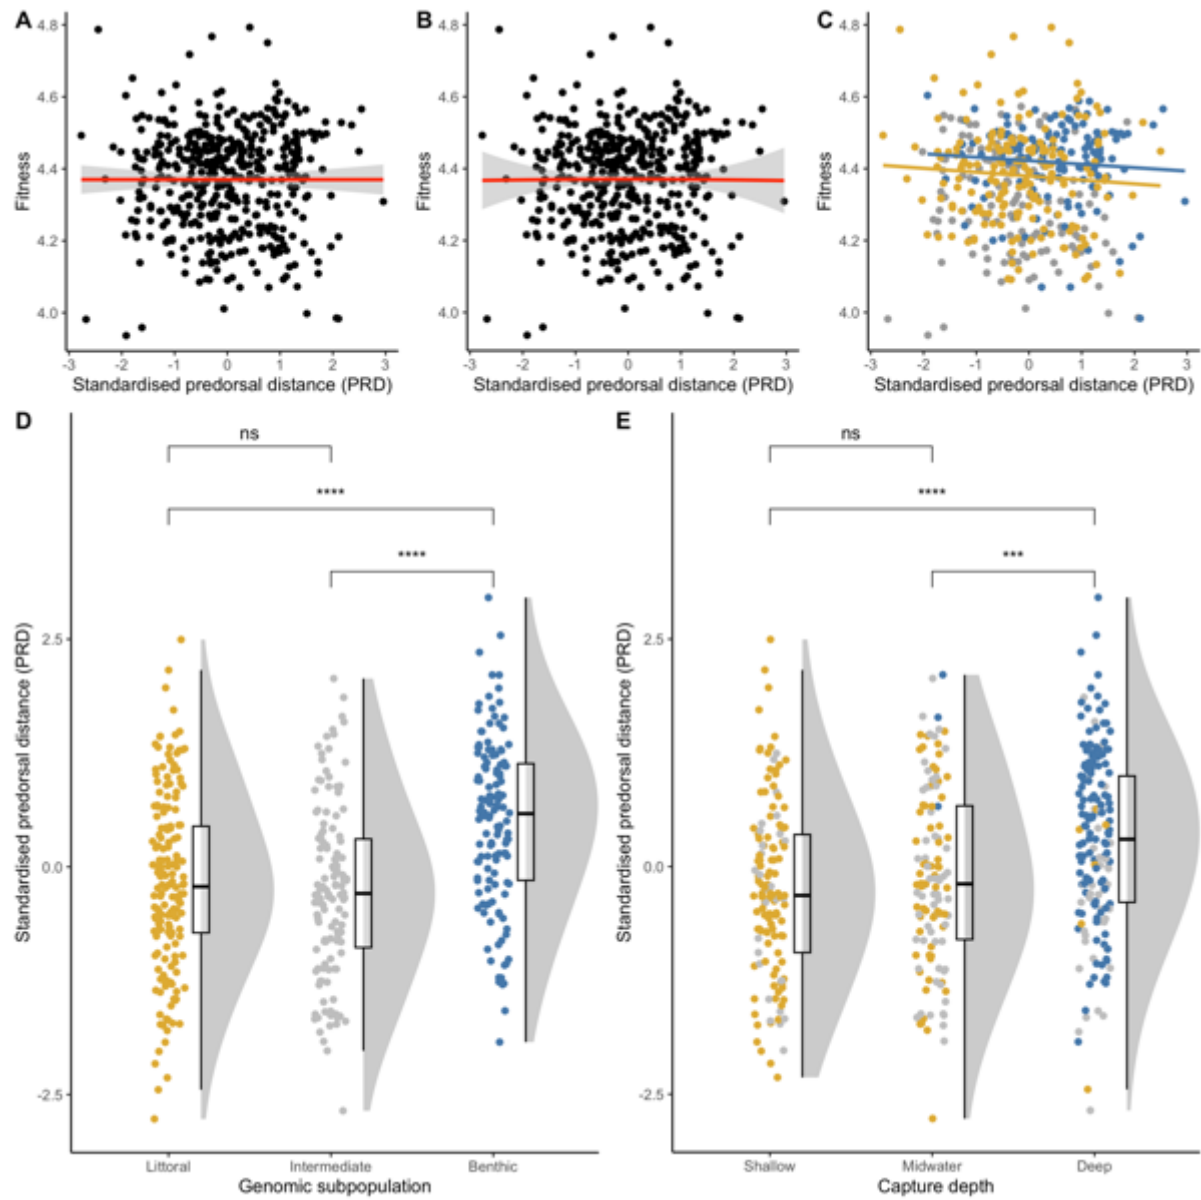 A
B
C
4.8
4.6
4.4
4.2
4.0
Fitness
-3 -2 -1 0 1 2 3
Standardised predorsal distance (PRD)
4.8
4.6
4.4
4.2
4.0
Fitness
-3 -2 -1 0 1 2 3
Standardised predorsal distance (PRD)
4.8
4.6
4.4
4.2
4.0
Fitness
-3 -2 -1 0 1 2 3
Standardised predorsal distance (PRD)
D
ns
****
****
2.5
0.0
-2.5
Standardised predorsal distance (PRD)
Littoral Intermediate Benthic
Genomic subpopulation
E
ns
****
***
2.5
0.0
-2.5
Standardised predorsal distance (PRD)
Shallow Midwater Deep
Capture depth